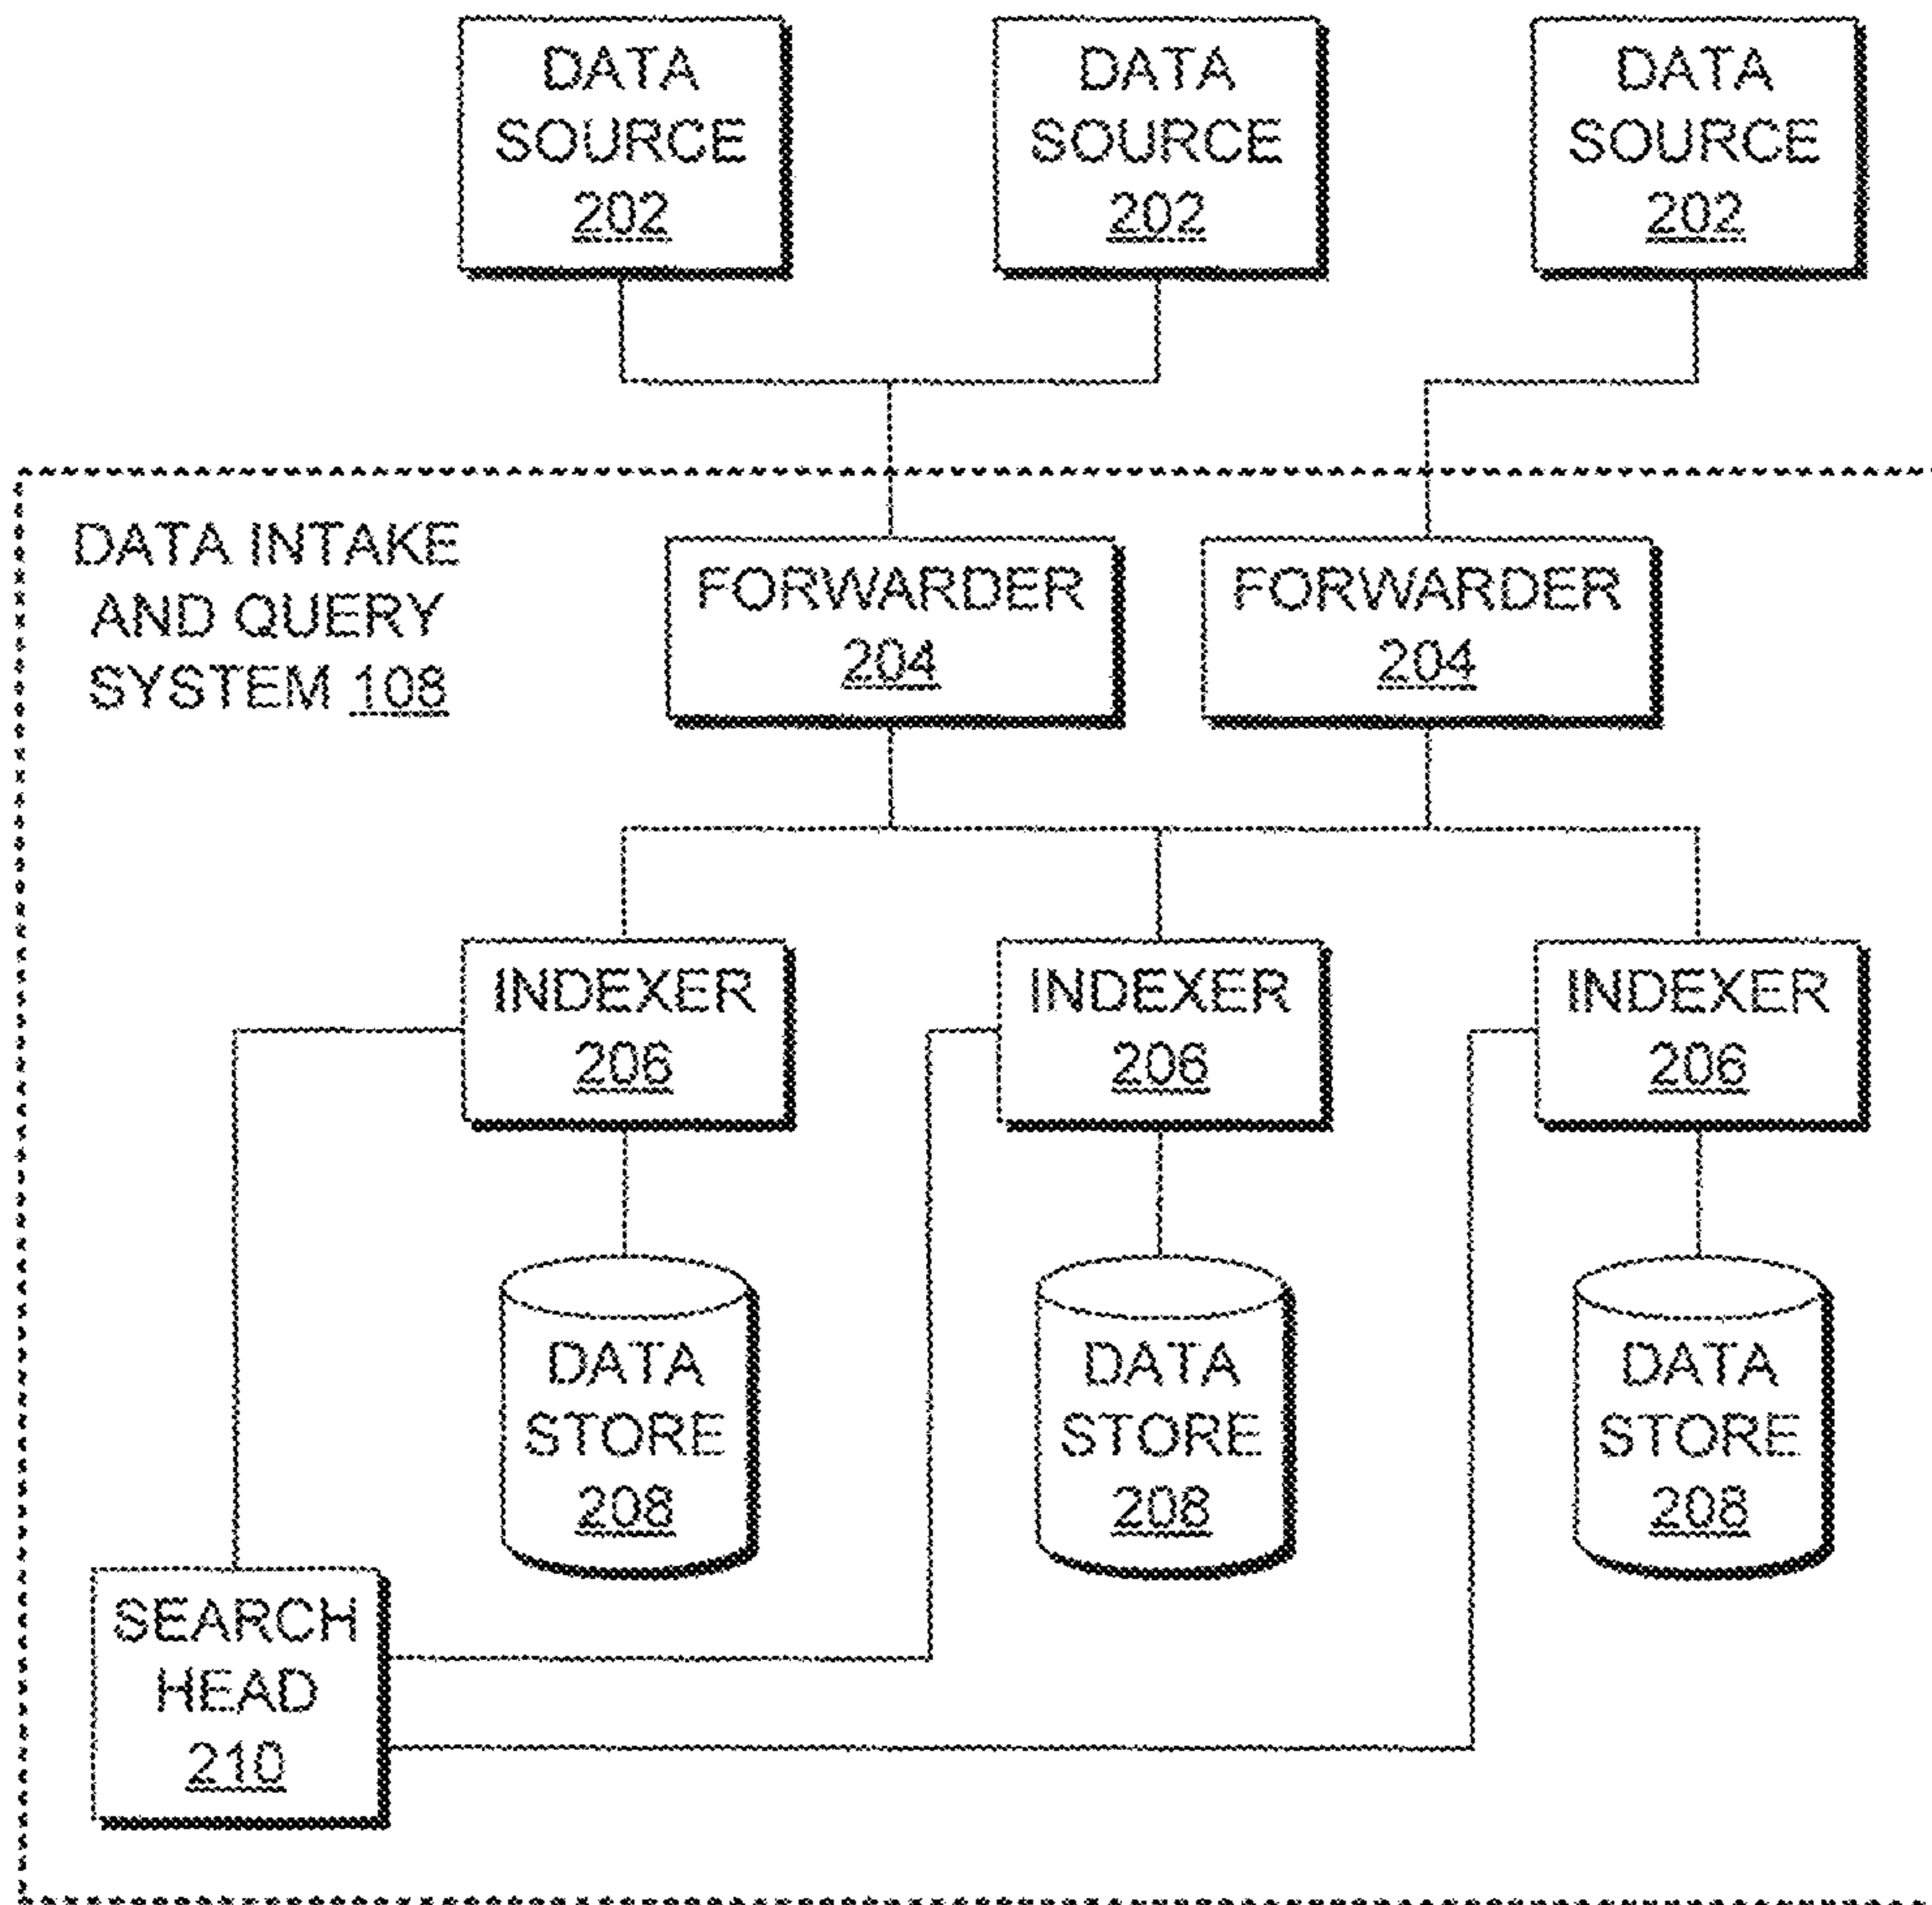 DATA
SOURCE
202
DATA
SOURCE
202
DATA
SOURCE
202
DATA INTAKE
AND QUERY
SYSTEM 108
FORWARDER
204
FORWARDER
204
INDEXER
206
INDEXER
206
INDEXER
206
DATA
STORE
208
DATA
STORE
208
DATA
STORE
208
SEARCH
HEAD
210